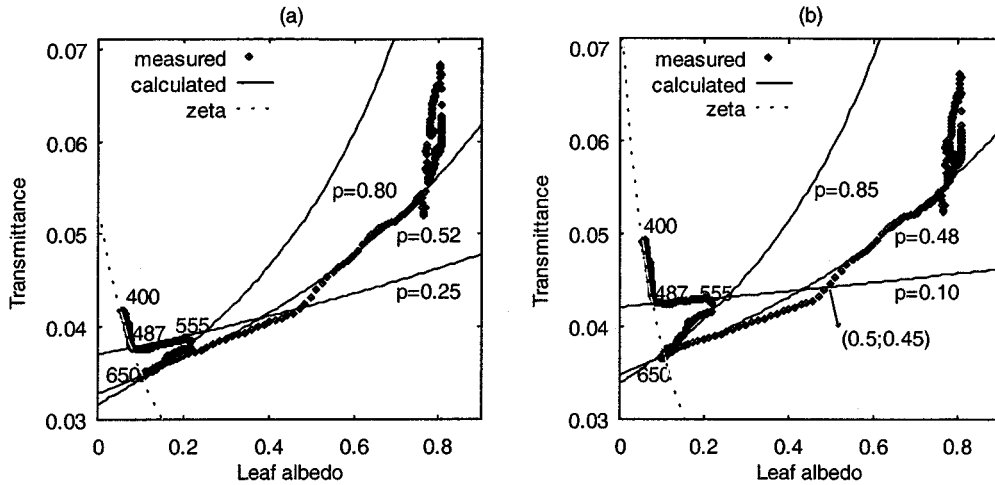 (a)
0.07
0.06
0.05
0.04
0.03
Transmittance
measured
calculated
zeta
p=0.80
p=0.52
p=0.25
400
487
555
650
0
0.2
0.4
0.6
0.8
Leaf albedo
(b)
0.07
0.06
0.05
0.04
0.03
Transmittance
measured
calculated
zeta
p=0.85
p=0.48
p=0.10
400
487
555
650
(0.5;0.45)
0
0.2
0.4
0.6
0.8
Leaf albedo